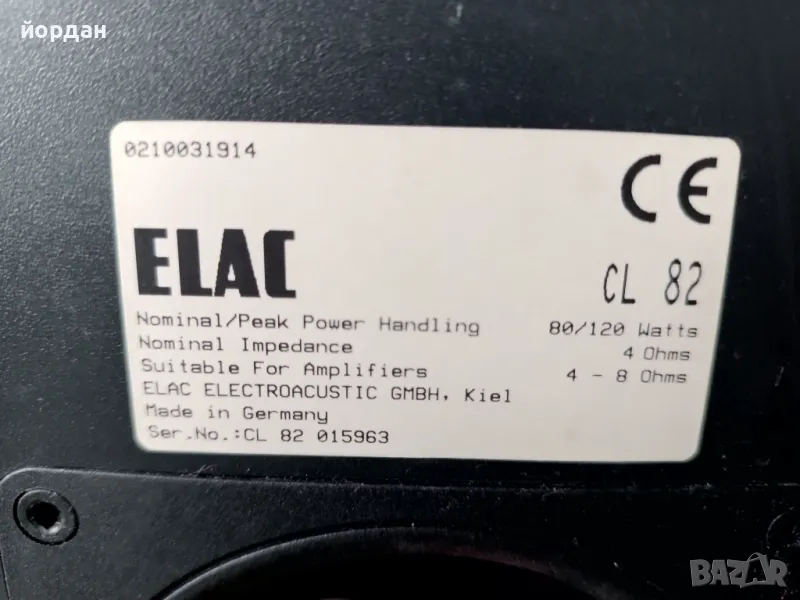 йордан
0210031914
CE
ELAC
CL 82
Nominal/Peak Power Handling 80/120 Watts
Nominal Impedance 4 Ohms
Suitable For Amplifiers 4 - 8 Ohms
ELAC ELECTROACUSTIC GMBH, Kiel
Made in Germany
Ser.No.:CL 82 015963
BAZAR